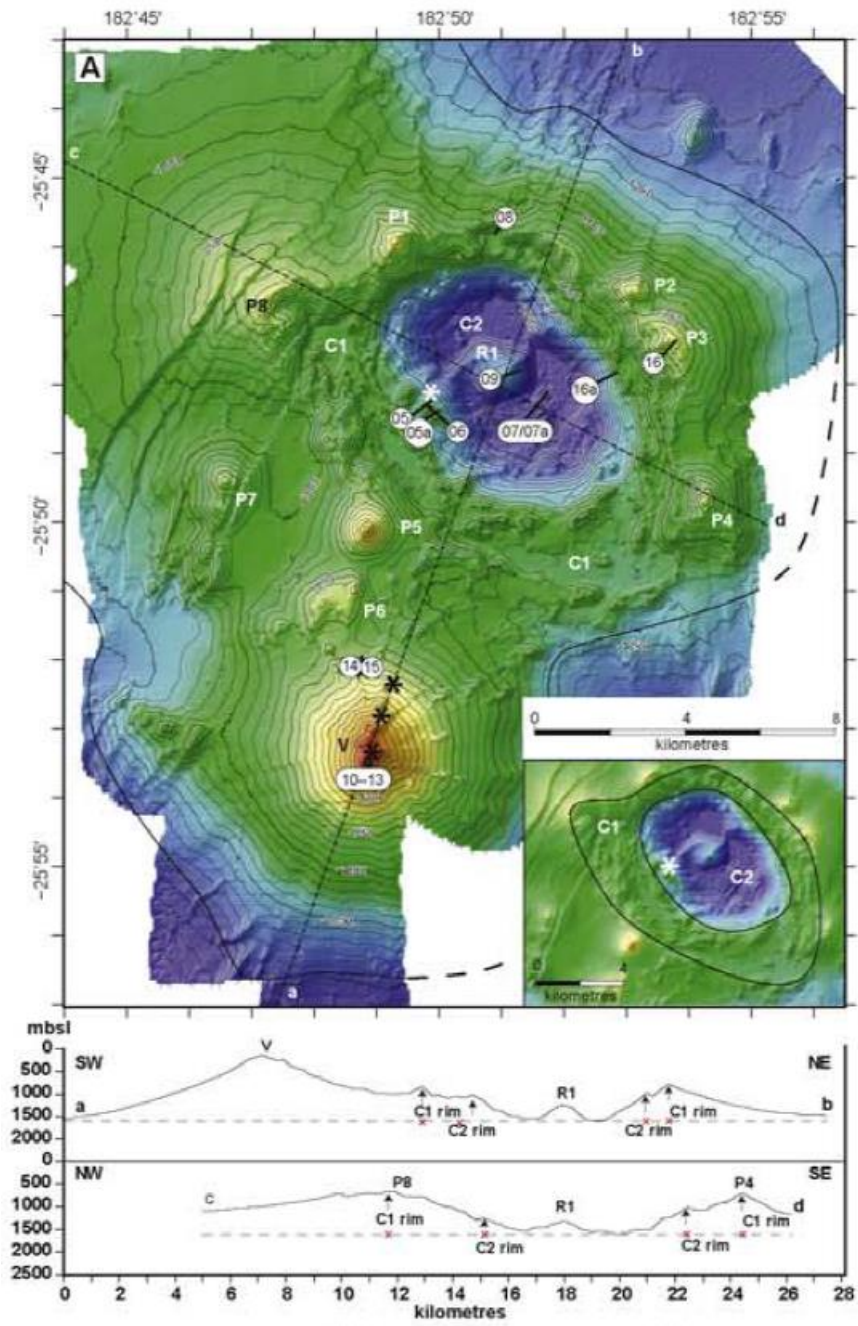 182°45' 182°50' 182°55'
A
b
c
-25°45'
P1
08
P2
P8
C2
P3
C1
R1
16
09
16a
05
05a
06
07/07a
P7
P4
-25°50'
P5
d
C1
P6
14 15
0 4 8
kilometres
V
10-13
C1
C2
-25°55'
0 4
kilometres
a
mbsl
0
SW V NE
500
a R1 b
1000
C1 rim C1 rim
1500
C2 rim C2 rim
2000
NW P8 P4 SE
500
c R1 d
1000
C1 rim C1 rim
1500
C2 rim C2 rim
2000
2500
0 2 4 6 8 10 12 14 16 18 20 22 24 26 28
kilometres